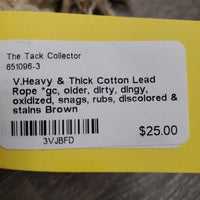 The Tack Collector
651096-3
V.Heavy & Thick Cotton Lead
Rope *gc, older, dirty, dingy,
oxidized, snags, rubs, discolored &
stains Brown
3VJBFD
$25.00